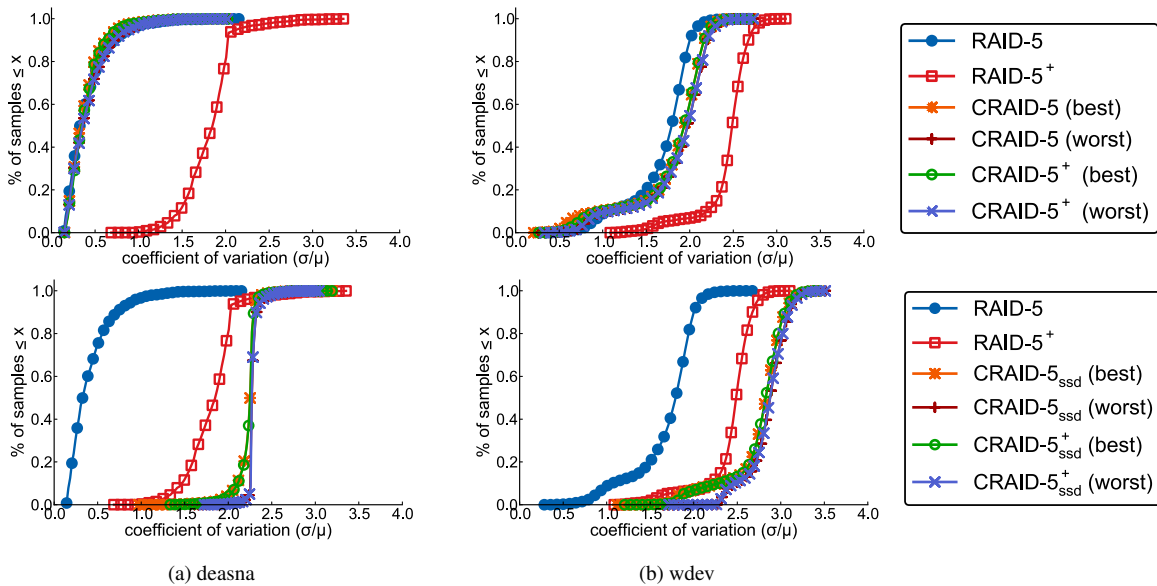 % of samples ≤ x
1.0
0.8
0.6
0.4
0.2
0.0
0.0 0.5 1.0 1.5 2.0 2.5 3.0 3.5 4.0
coefficient of variation (σ/μ)
% of samples ≤ x
1.0
0.8
0.6
0.4
0.2
0.0
0.0 0.5 1.0 1.5 2.0 2.5 3.0 3.5 4.0
coefficient of variation (σ/μ)
RAID-5
RAID-5⁺
CRAID-5 (best)
CRAID-5 (worst)
CRAID-5⁺ (best)
CRAID-5⁺ (worst)
% of samples ≤ x
1.0
0.8
0.6
0.4
0.2
0.0
0.0 0.5 1.0 1.5 2.0 2.5 3.0 3.5 4.0
coefficient of variation (σ/μ)
(a) deasna
% of samples ≤ x
1.0
0.8
0.6
0.4
0.2
0.0
0.0 0.5 1.0 1.5 2.0 2.5 3.0 3.5 4.0
coefficient of variation (σ/μ)
(b) wdev
RAID-5
RAID-5⁺
CRAID-5ssd (best)
CRAID-5ssd (worst)
CRAID-5⁺ssd (best)
CRAID-5⁺ssd (worst)